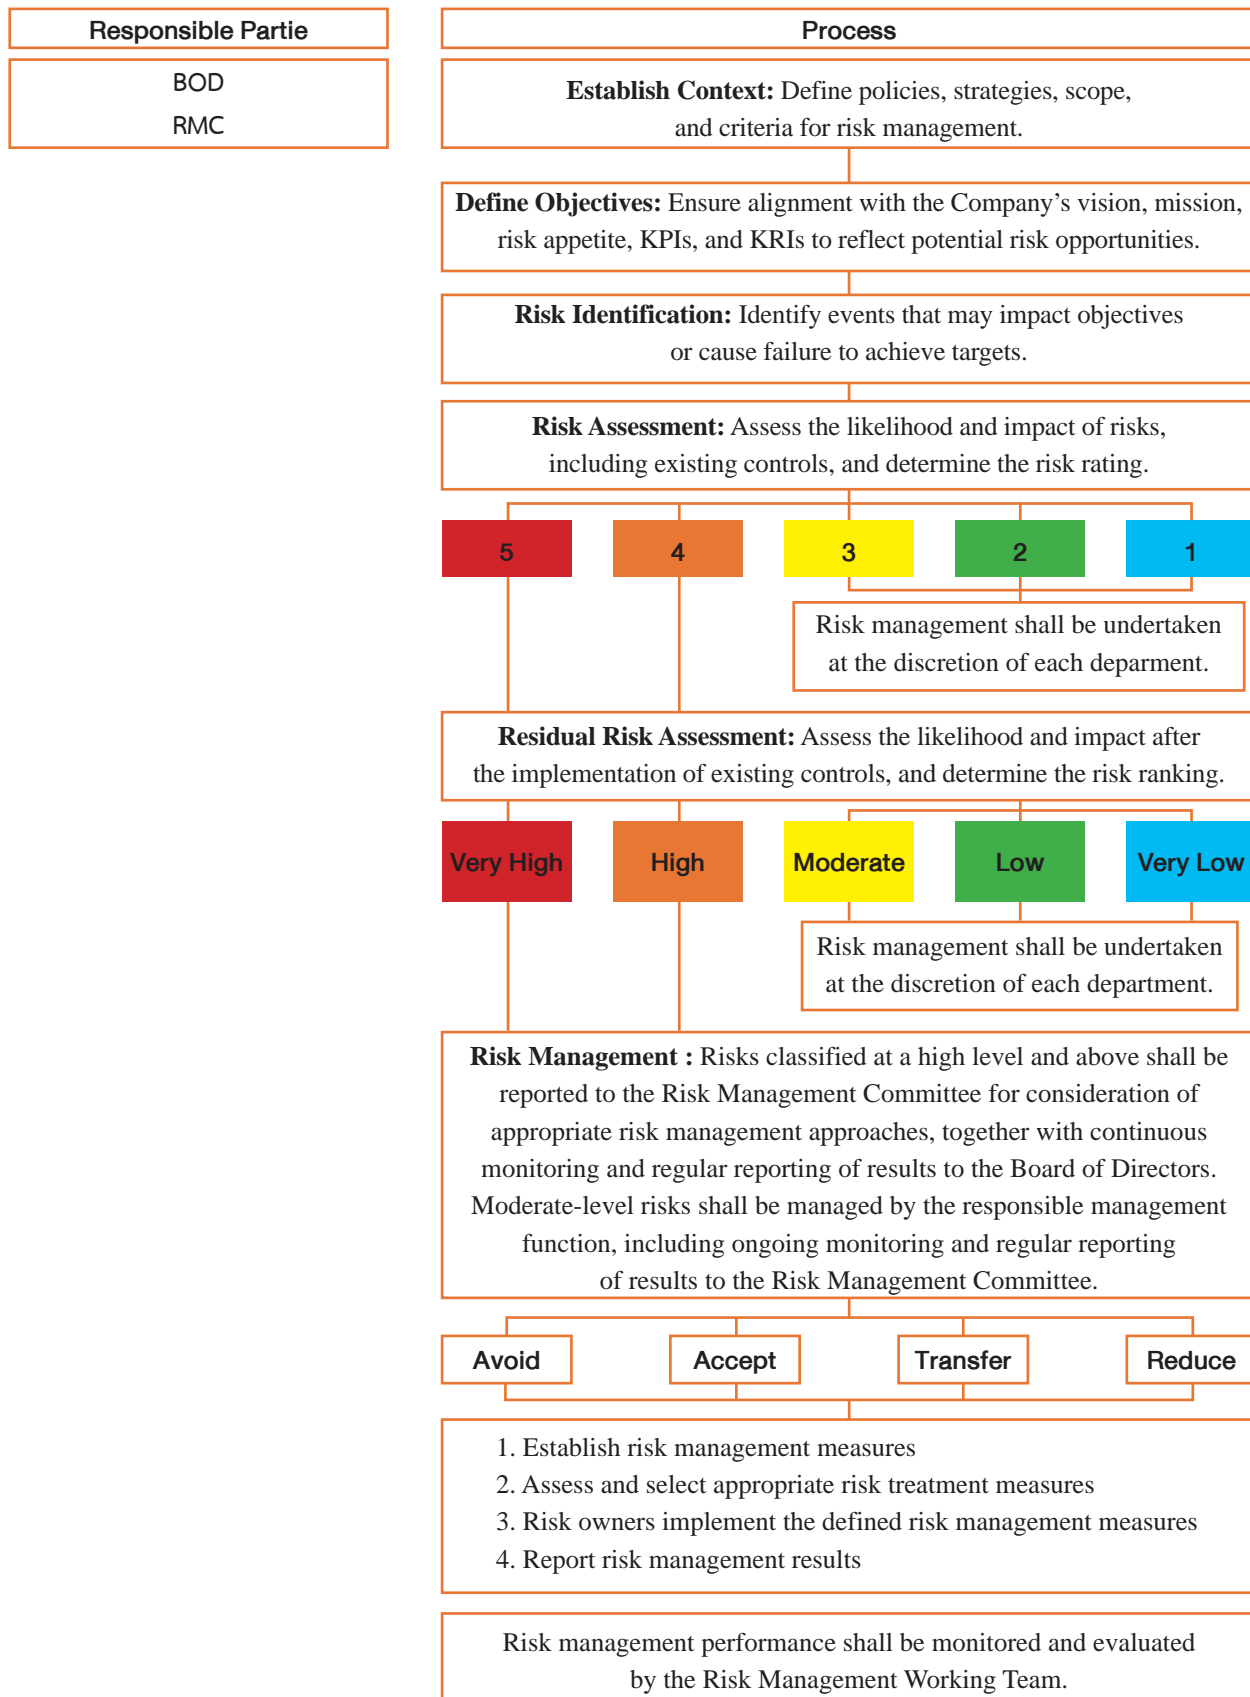 Responsible Partie
Process
BOD
RMC
Establish Context: Define policies, strategies, scope,
and criteria for risk management.
Define Objectives: Ensure alignment with the Company’s vision, mission,
risk appetite, KPIs, and KRIs to reflect potential risk opportunities.
Risk Identification: Identify events that may impact objectives
or cause failure to achieve targets.
Risk Assessment: Assess the likelihood and impact of risks,
including existing controls, and determine the risk rating.
5
4
3
2
1
Risk management shall be undertaken
at the discretion of each deparment.
Residual Risk Assessment: Assess the likelihood and impact after
the implementation of existing controls, and determine the risk ranking.
Very High
High
Moderate
Low
Very Low
Risk management shall be undertaken
at the discretion of each department.
Risk Management : Risks classified at a high level and above shall be
reported to the Risk Management Committee for consideration of
appropriate risk management approaches, together with continuous
monitoring and regular reporting of results to the Board of Directors.
Moderate-level risks shall be managed by the responsible management
function, including ongoing monitoring and regular reporting
of results to the Risk Management Committee.
Avoid
Accept
Transfer
Reduce
1. Establish risk management measures
2. Assess and select appropriate risk treatment measures
3. Risk owners implement the defined risk management measures
4. Report risk management results
Risk management performance shall be monitored and evaluated
by the Risk Management Working Team.